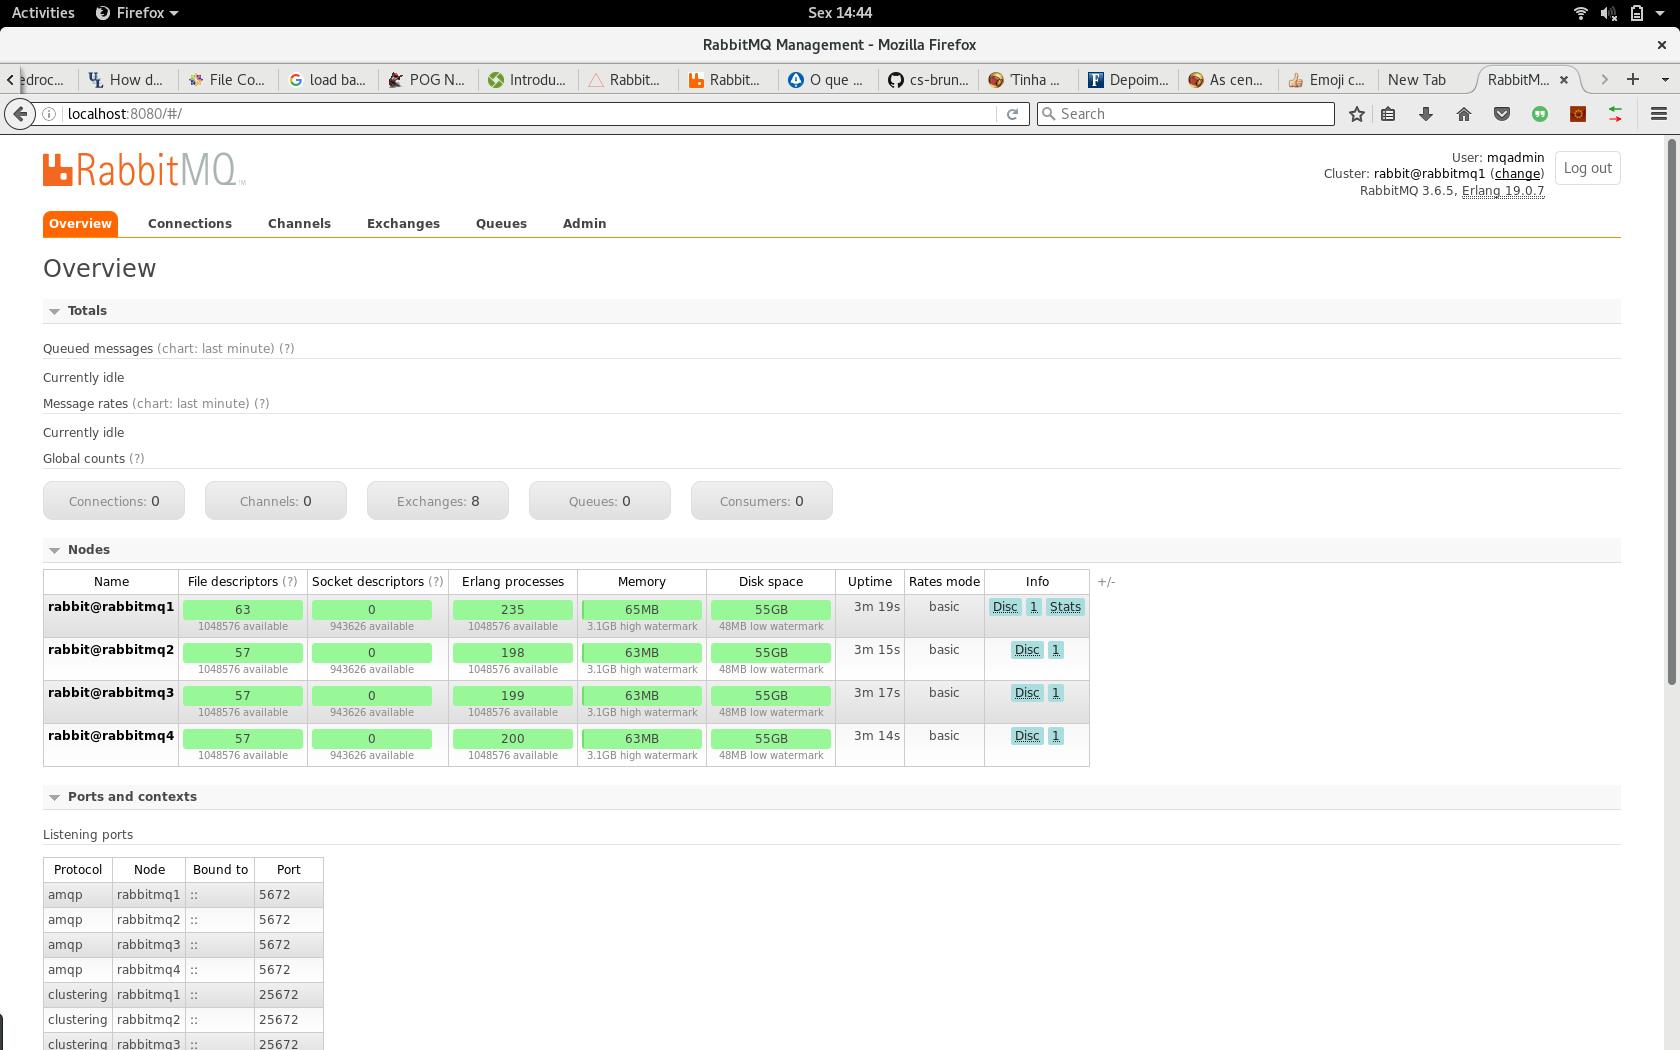 Activities Firefox Sex 14:44
RabbitMQ Management - Mozilla Firefox
edroc... How d... File Co... load ba... POG N... Introdu... Rabbit... Rabbit... O que ... cs-brun... 'Tinha ... Depoim... As cen... Emoji c... New Tab RabbitM...
localhost:8080/#/ Search
RabbitMQ TM
User: mqadmin
Cluster: rabbit@rabbitmq1 (change)
RabbitMQ 3.6.5, Erlang 19.0.7
Log out
Overview Connections Channels Exchanges Queues Admin
Overview
Totals
Queued messages (chart: last minute) (?)
Currently idle
Message rates (chart: last minute) (?)
Currently idle
Global counts (?)
Connections: 0 Channels: 0 Exchanges: 8 Queues: 0 Consumers: 0
Nodes
Name File descriptors (?) Socket descriptors (?) Erlang processes Memory Disk space Uptime Rates mode Info +/-
rabbit@rabbitmq1 63 0 235 65MB 55GB 3m 19s basic Disc 1 Stats
1048576 available 943626 available 1048576 available 3.1GB high watermark 48MB low watermark
rabbit@rabbitmq2 57 0 198 63MB 55GB 3m 15s basic Disc 1
1048576 available 943626 available 1048576 available 3.1GB high watermark 48MB low watermark
rabbit@rabbitmq3 57 0 199 63MB 55GB 3m 17s basic Disc 1
1048576 available 943626 available 1048576 available 3.1GB high watermark 48MB low watermark
rabbit@rabbitmq4 57 0 200 63MB 55GB 3m 14s basic Disc 1
1048576 available 943626 available 1048576 available 3.1GB high watermark 48MB low watermark
Ports and contexts
Listening ports
Protocol Node Bound to Port
amqp rabbitmq1 :: 5672
amqp rabbitmq2 :: 5672
amqp rabbitmq3 :: 5672
amqp rabbitmq4 :: 5672
clustering rabbitmq1 :: 25672
clustering rabbitmq2 :: 25672
clustering rabbitmq3 :: 25672